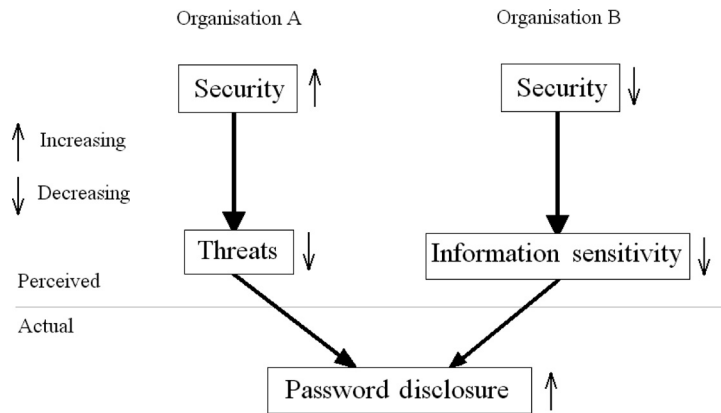 Organisation A
Organisation B
Security
Security
Increasing
Decreasing
Threats
Information sensitivity
Perceived
Actual
Password disclosure